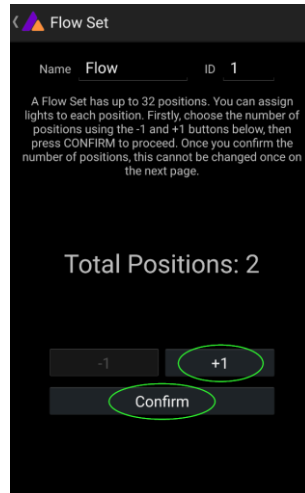 Flow Set
Name Flow ID 1
A Flow Set has up to 32 positions. You can assign
lights to each position. Firstly, choose the number of
positions using the -1 and +1 buttons below, then
press CONFIRM to proceed. Once you confirm the
number of positions, this cannot be changed once on
the next page.
Total Positions: 2
-1 +1
Confirm